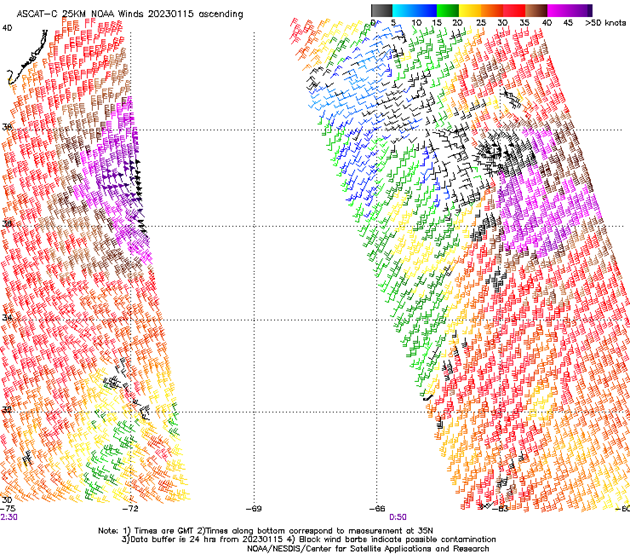 ASCAT-C 25KM NOAA Winds 20230115 ascending
0 5 10 15 20 25 30 35 40 45 >50 knots
40
38
36
34
32
30
-75 -72 -69 -66 -63 -60
2:30 0:50
Note: 1) Times are GMT 2)Times along bottom correspond to measurement at 35N
3)Data buffer is 24 hrs from 20230115 4) Black wind barbs indicate possible contamination
NOAA/NESDIS/Center for Satellite Applications and Research